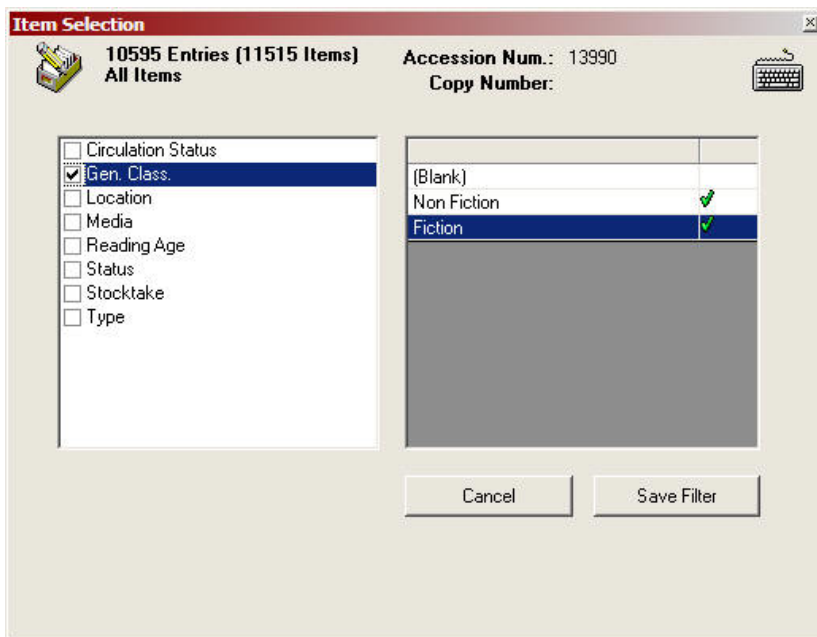 Item Selection
10595 Entries (11515 Items)
All Items
Accession Num.: 13990
Copy Number:
Circulation Status
Gen. Class.
Location
Media
Reading Age
Status
Stocktake
Type
(Blank)
Non Fiction
Fiction
Cancel
Save Filter